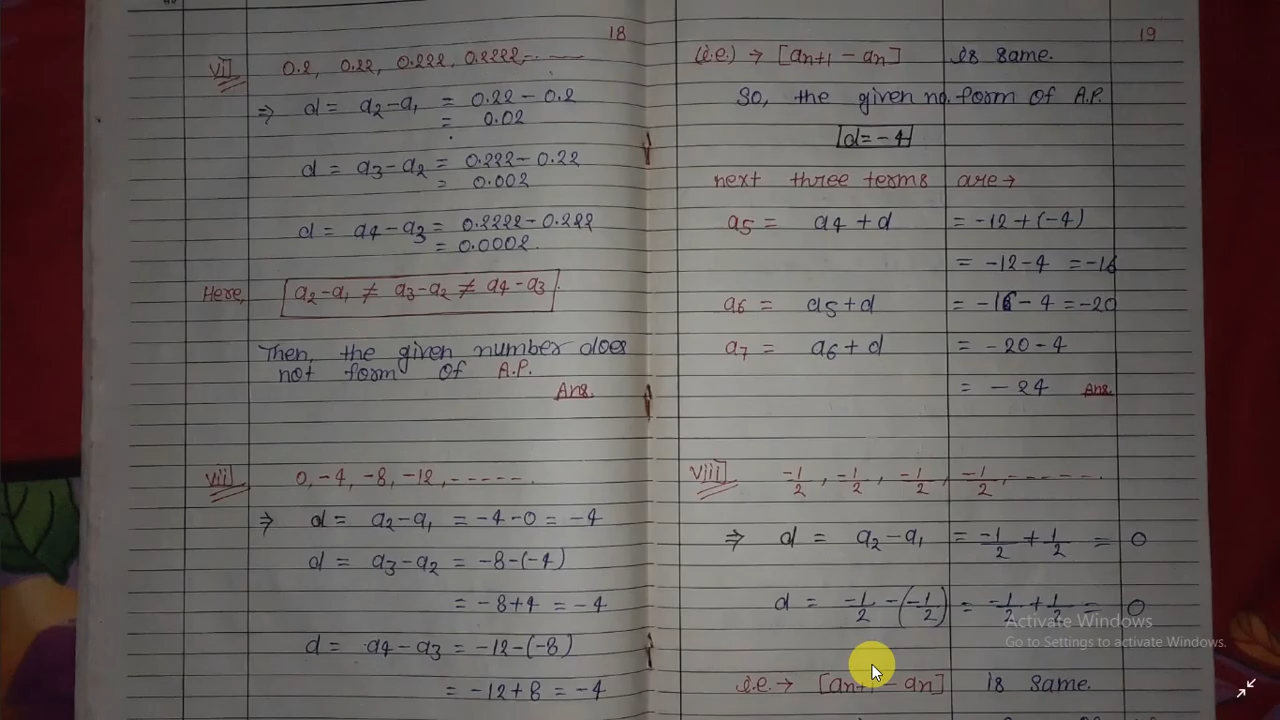 18
vi] 0.2, 0.22, 0.222, 0.2222,- . ——
⇒ d = a₂-a₁ = 0.22 - 0.2
= 0.02
d = a₃-a₂ = 0.222 - 0.22
= 0.002
d = a₄-a₃ = 0.2222 - 0.222
= 0.0002.
Here, a₂-a₁ ≠ a₃-a₂ ≠ a₄-a₃
Then, the given number does
not form of A.P.
Ans.
vii] 0, -4, -8, -12, ------.
⇒ d = a₂-a₁ = -4-0 = -4
d = a₃-a₂ = -8-(-4)
= -8+4 = -4
d = a₄-a₃ = -12-(-8)
= -12+8 = -4
19
(i.e.) → [an+1 - an] is same.
So, the given no. form of A.P.
[d = -4]
next three terms are→
a₅ = a₄ + d = -12+(-4)
= -12-4 = -16
a₆ = a₅+d = -16-4 = -20
a₇ = a₆+d = -20-4
= -24 Ans.
viii] -1/2, -1/2, -1/2, -1/2, ------.
⇒ d = a₂-a₁ = -1/2 + 1/2 = 0
d = -1/2 - (-1/2) = -1/2 + 1/2 = 0
i.e. → [an+1 - an] is same.
Activate Windows
Go to Settings to activate Windows.